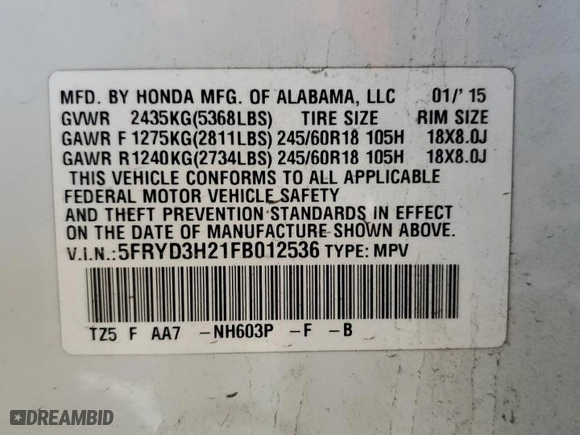 MFD. BY HONDA MFG. OF ALABAMA, LLC 01/'15
GVWR 2435KG(5368LBS) TIRE SIZE RIM SIZE
GAWR F 1275KG(2811LBS) 245/60R18 105H 18X8.0J
GAWR R1240KG(2734LBS) 245/60R18 105H 18X8.0J
THIS VEHICLE CONFORMS TO ALL APPLICABLE
FEDERAL MOTOR VEHICLE SAFETY
AND THEFT PREVENTION STANDARDS IN EFFECT
ON THE DATE OF MANUFACTURE SHOWN ABOVE.
V.I.N.:5FRYD3H21FB012536 TYPE: MPV
TZ5 F AA7 -NH603P -F -B
DREAMBID